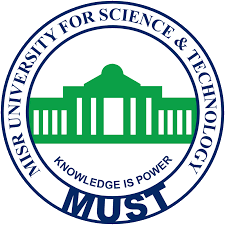 MISR UNIVERSITY FOR SCIENCE & TECHNOLOGY
KNOWLEDGE IS POWER
MUST